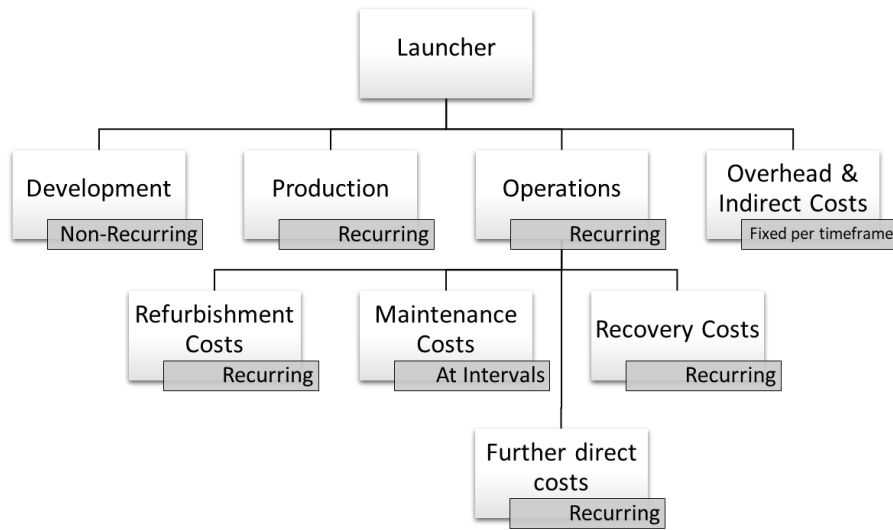 Launcher
Development
Non-Recurring
Production
Recurring
Operations
Recurring
Overhead &
Indirect Costs
Fixed per timeframe
Refurbishment
Costs
Recurring
Maintenance
Costs
At Intervals
Recovery Costs
Recurring
Further direct
costs
Recurring